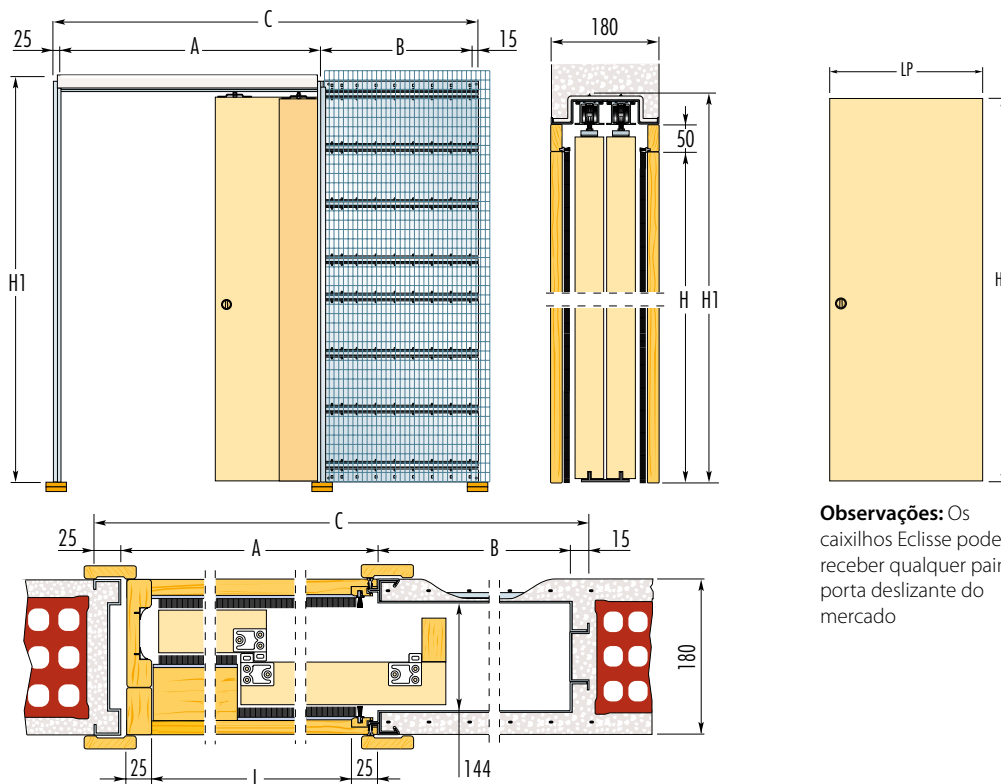 C
25
A
B
15
H1
180
50
H
H1
LP
H
Observações: Os
caixilhos Eclisse pode
receber qualquer pai
porta deslizante do
mercado
C
25
A
B
15
180
25
L
25
144